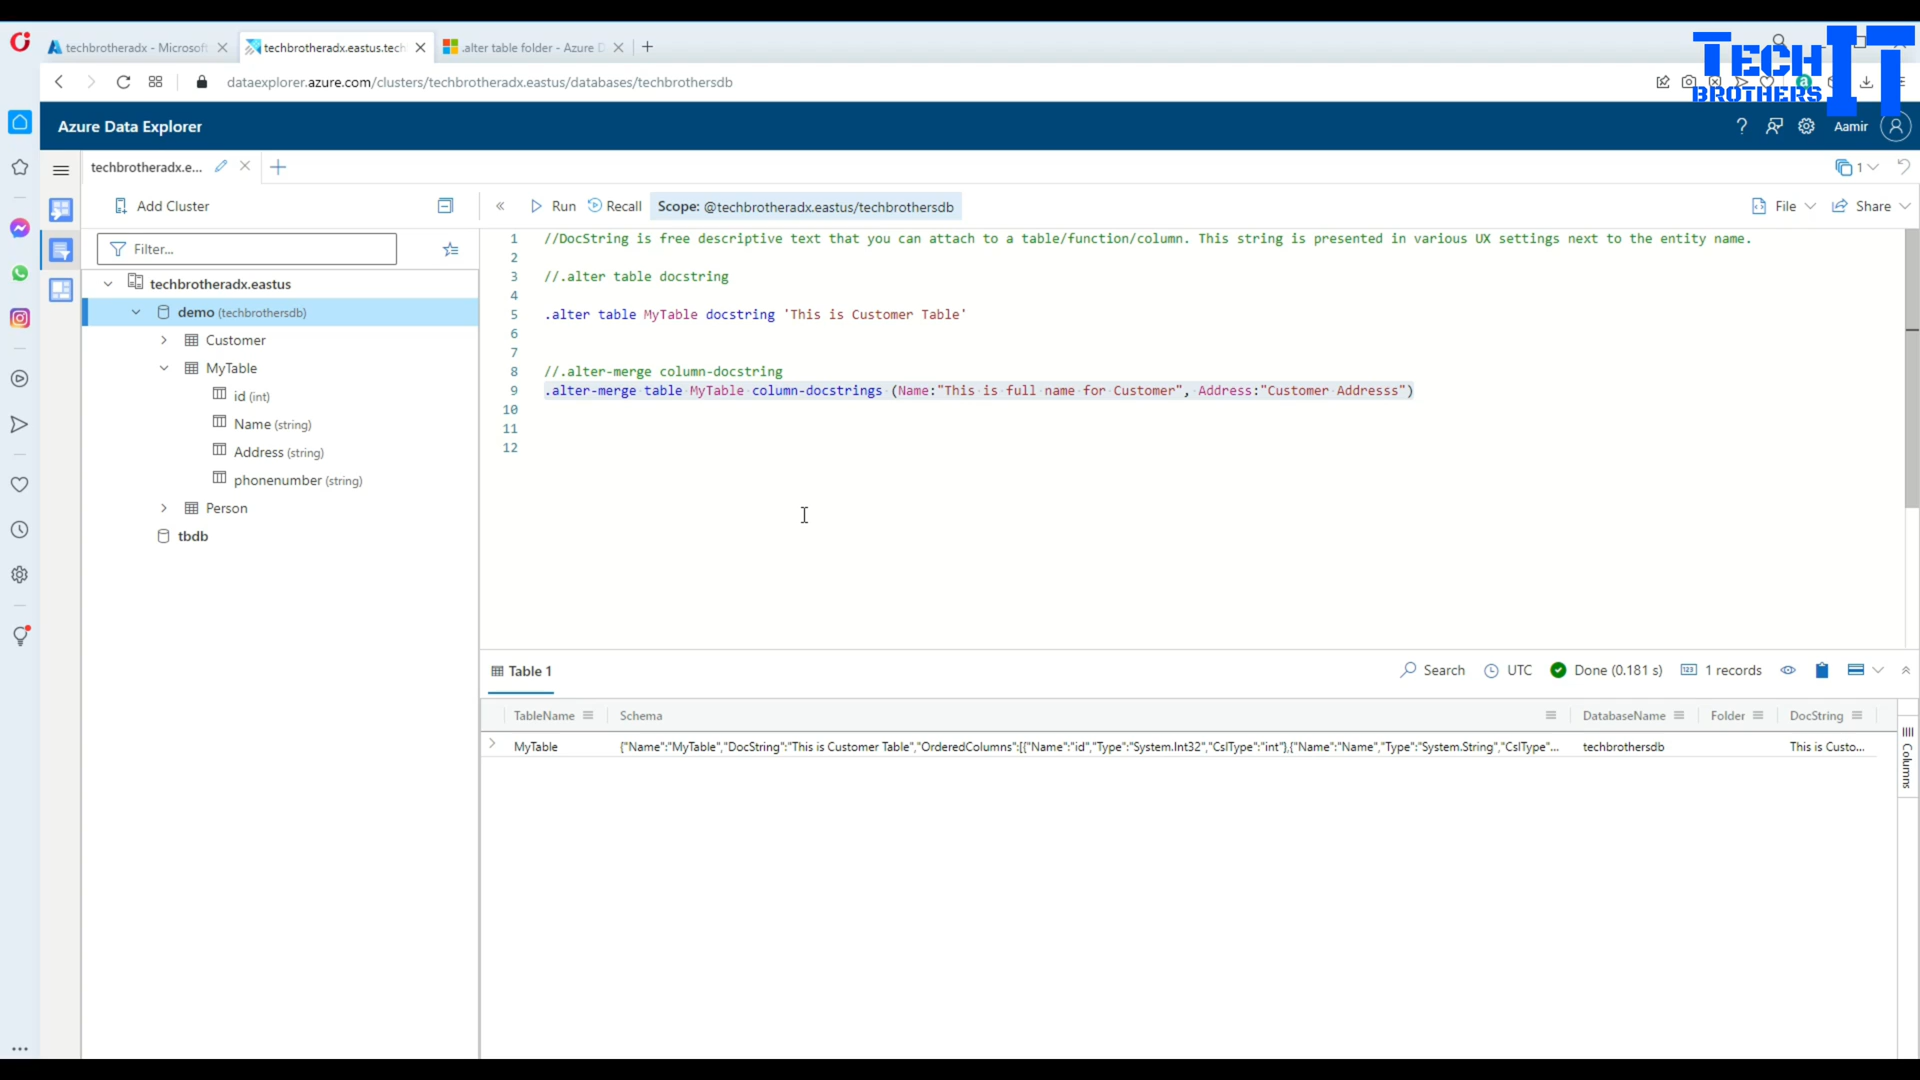 techbrotheradx - Microsoft
techbrotheradx.eastus.tech
.alter table folder - Azure D
dataexplorer.azure.com/clusters/techbrotheradx.eastus/databases/techbrothersdb
TECH IT
BROTHERS
Azure Data Explorer
Aamir
techbrotheradx.e...
1
Add Cluster
Run
Recall
Scope: @techbrotheradx.eastus/techbrothersdb
File
Share
Filter...
techbrotheradx.eastus
demo (techbrothersdb)
Customer
MyTable
id (int)
Name (string)
Address (string)
phonenumber (string)
Person
tbdb
1 //DocString is free descriptive text that you can attach to a table/function/column. This string is presented in various UX settings next to the entity name.
2
3 //.alter table docstring
4
5 .alter table MyTable docstring 'This is Customer Table'
6
7
8 //.alter-merge column-docstring
9 .alter-merge table MyTable column-docstrings (Name:"This is full name for Customer", Address:"Customer Addresss")
10
11
12
Table 1
Search
UTC
Done (0.181 s)
1 records
TableName Schema DatabaseName Folder DocString
MyTable {"Name":"MyTable","DocString":"This is Customer Table","OrderedColumns":[{"Name":"id","Type":"System.Int32","CslType":"int"},{"Name":"Name","Type":"System.String","CslType"... techbrothersdb This is Custo...
Columns